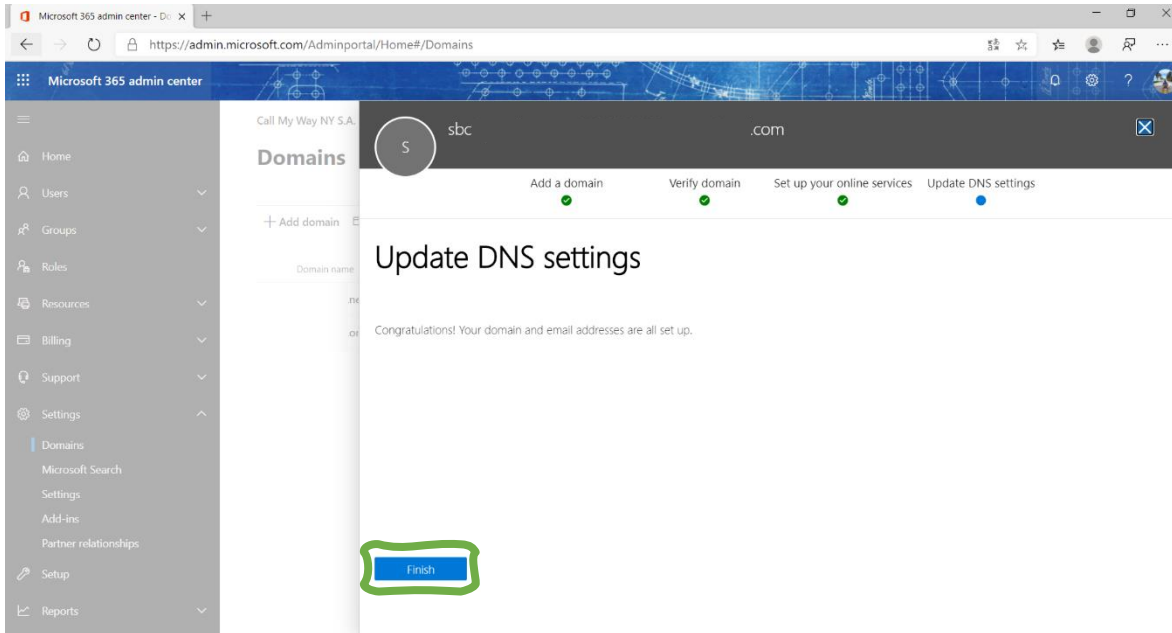 Microsoft 365 admin center - Do
https://admin.microsoft.com/Adminportal/Home#/Domains
Microsoft 365 admin center
?
Call My Way NY S.A.
S
sbc .com
Home
Domains
Users
Add a domain
Verify domain
Set up your online services
Update DNS settings
+ Add domain
Groups
Roles
Domain name
Update DNS settings
Resources
.ne
Congratulations! Your domain and email addresses are all set up.
.or
Billing
Support
Settings
Domains
Microsoft Search
Settings
Add-ins
Partner relationships
Finish
Setup
Reports